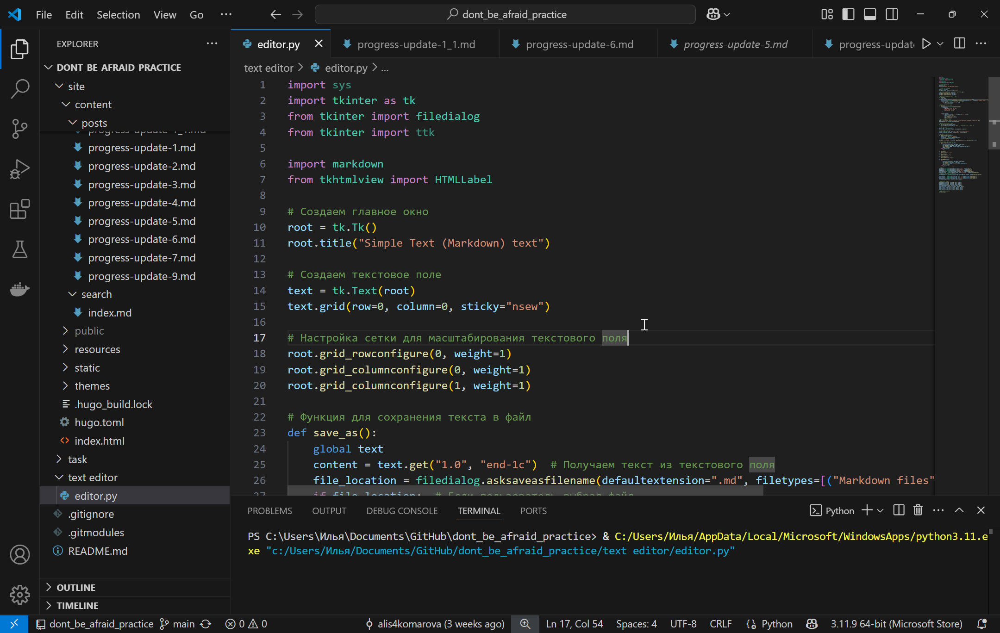 File Edit Selection View Go ··· dont_be_afraid_practice
EXPLORER ···
DONT_BE_AFRAID_PRACTICE
site
content
posts
progress-update-1_1.md
progress-update-1.md
progress-update-2.md
progress-update-3.md
progress-update-4.md
progress-update-5.md
progress-update-6.md
progress-update-7.md
progress-update-9.md
search
index.md
public
resources
static
themes
.hugo_build.lock
hugo.toml
index.html
task
text editor
editor.py
.gitignore
.gitmodules
README.md
OUTLINE
TIMELINE
editor.py progress-update-1_1.md progress-update-6.md progress-update-5.md progress-updat
text editor > editor.py > ...
1 import sys
2 import tkinter as tk
3 from tkinter import filedialog
4 from tkinter import ttk
5
6 import markdown
7 from tkhtmlview import HTMLLabel
8
9 # Создаем главное окно
10 root = tk.Tk()
11 root.title("Simple Text (Markdown) text")
12
13 # Создаем текстовое поле
14 text = tk.Text(root)
15 text.grid(row=0, column=0, sticky="nsew")
16
17 # Настройка сетки для масштабирования текстового поля
18 root.grid_rowconfigure(0, weight=1)
19 root.grid_columnconfigure(0, weight=1)
20 root.grid_columnconfigure(1, weight=1)
21
22 # Функция для сохранения текста в файл
23 def save_as():
24 global text
25 content = text.get("1.0", "end-1c") # Получаем текст из текстового поля
26 file_location = filedialog.asksaveasfilename(defaultextension=".md", filetypes=[("Markdown files"
27 if file_location: # Если пользователь выбрал файл
PROBLEMS OUTPUT DEBUG CONSOLE TERMINAL PORTS Python
PS C:\Users\Илья\Documents\GitHub\dont_be_afraid_practice> & C:/Users/Илья/AppData/Local/Microsoft/WindowsApps/python3.11.e
xe "c:/Users/Илья/Documents/GitHub/dont_be_afraid_practice/text editor/editor.py"
dont_be_afraid_practice main 0 0 alis4komarova (3 weeks ago) Ln 17, Col 54 Spaces: 4 UTF-8 CRLF Python 3.11.9 64-bit (Microsoft Store)